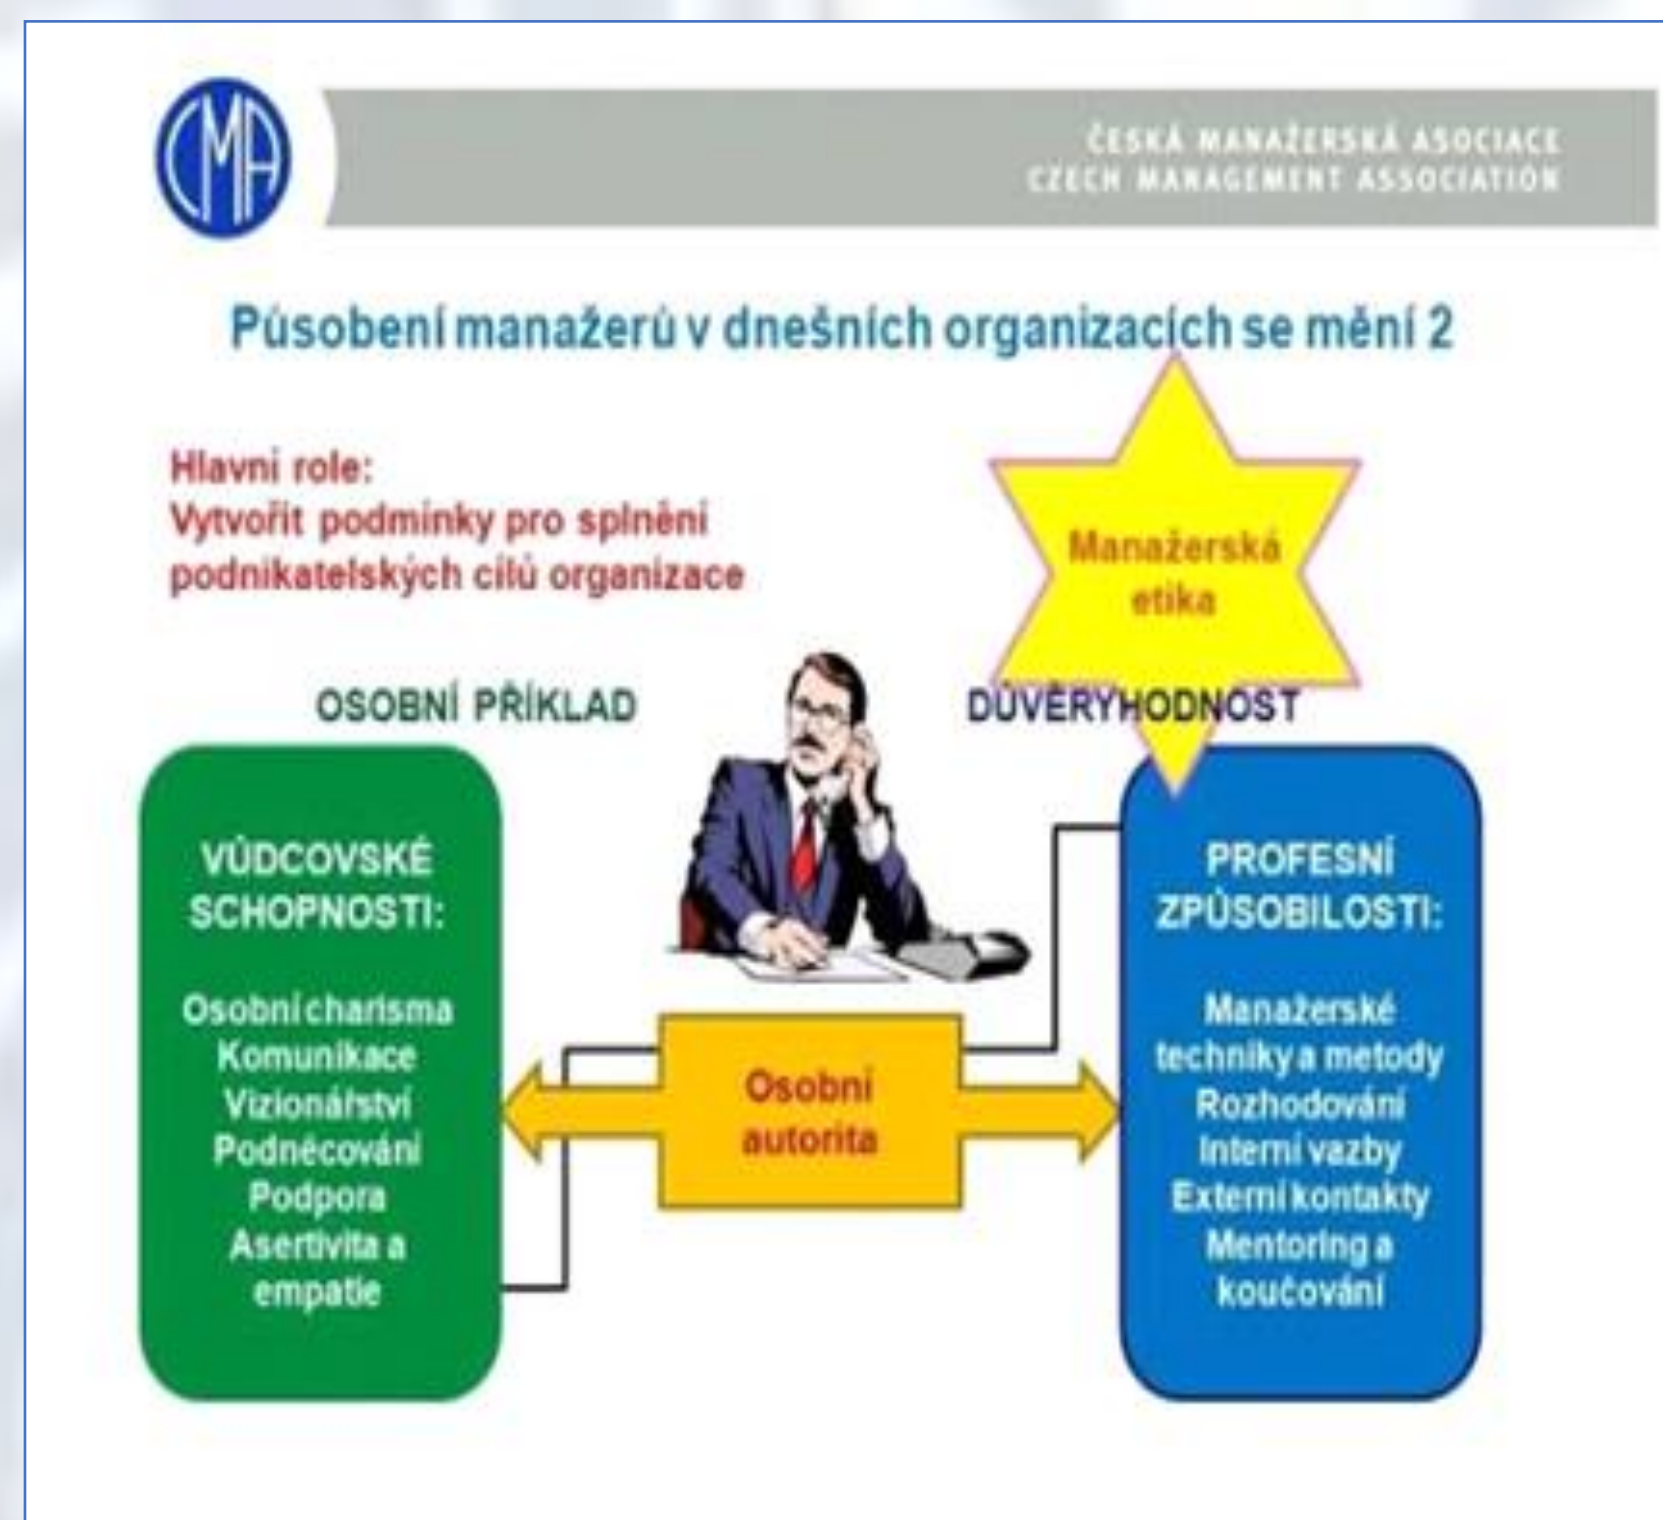 CMA
ČESKÁ MANAŽERSKÁ ASOCIACE
CZECH MANAGEMENT ASSOCIATION
Působení manažerů v dnešních organizacích se mění 2
Hlavní role:
Vytvořit podmínky pro splnění
podnikatelských cílů organizace
Manažerská
etika
OSOBNÍ PŘÍKLAD
DŮVĚRYHODNOST
VŮDCOVSKÉ
SCHOPNOSTI:
Osobní charisma
Komunikace
Vizionářství
Podněcování
Podpora
Asertivita a
empatie
Osobní
autorita
PROFESNÍ
ZPŮSOBILOSTI:
Manažerské
techniky a metody
Rozhodování
Interní vazby
Externí kontakty
Mentoring a
koučování